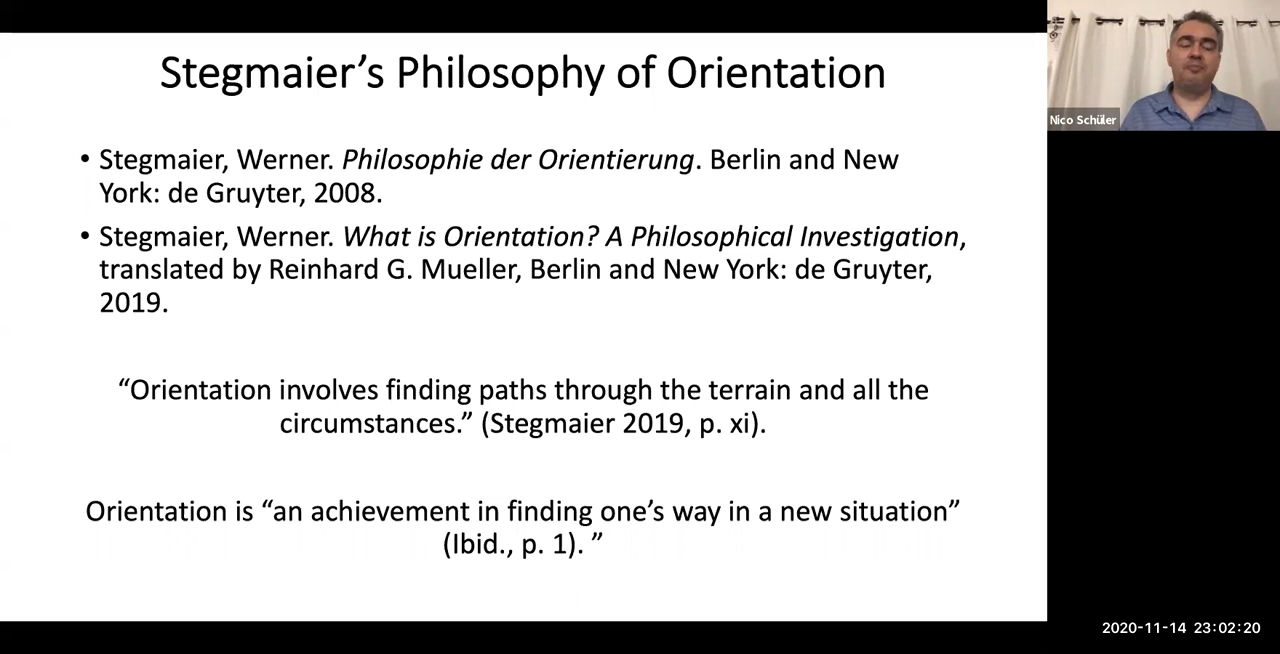 Stegmaier’s Philosophy of Orientation
• Stegmaier, Werner. Philosophie der Orientierung. Berlin and New
York: de Gruyter, 2008.
• Stegmaier, Werner. What is Orientation? A Philosophical Investigation,
translated by Reinhard G. Mueller, Berlin and New York: de Gruyter,
2019.
“Orientation involves finding paths through the terrain and all the
circumstances.” (Stegmaier 2019, p. xi).
Orientation is “an achievement in finding one’s way in a new situation”
(Ibid., p. 1). ”
Nico Schüler
2020-11-14 23:02:20